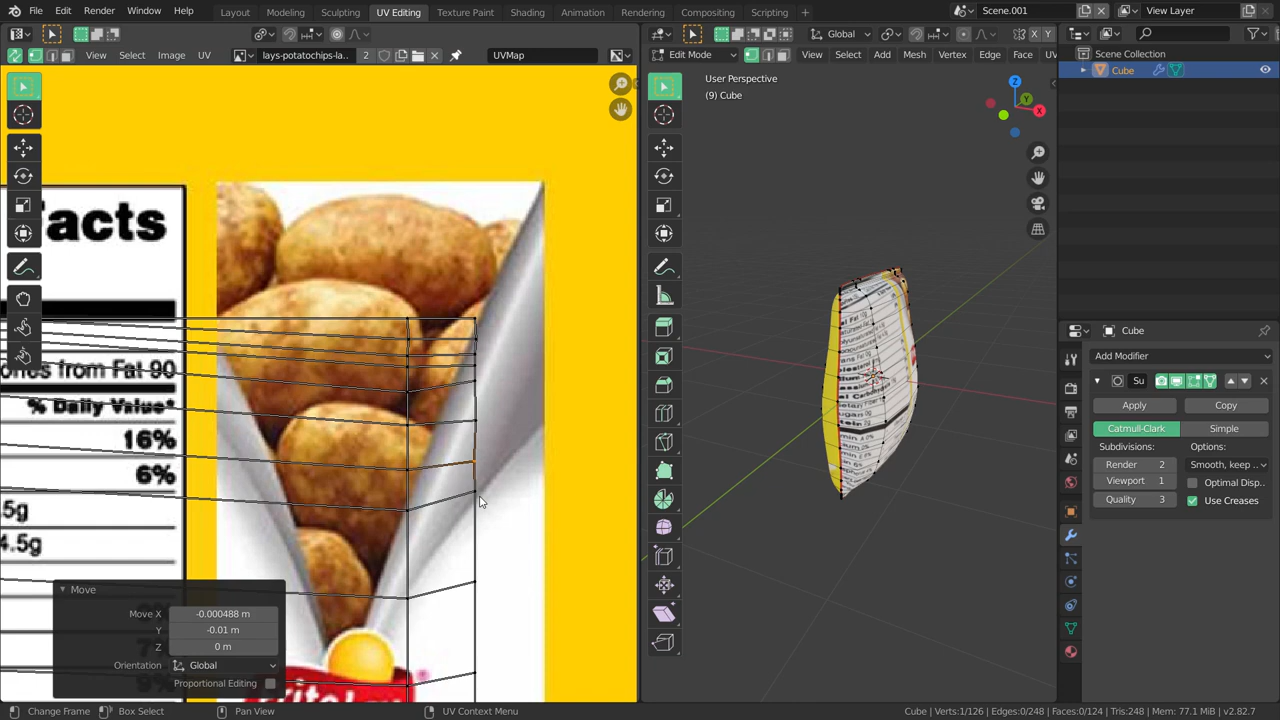 File Edit Render Window Help Layout Modeling Sculpting UV Editing Texture Paint Shading Animation Rendering Compositing Scripting + Scene.001 View Layer
View Select Image UV lays-potatochips-la.. 2 UVMap
Global
Edit Mode View Select Add Mesh Vertex Edge Face UV
Scene Collection
Cube
User Perspective
(9) Cube
Z
Y
X
acts
from Fat 90
% Daily Value*
16%
6%
5g
4.5g
Move
Move X -0.000488 m
Y -0.01 m
Z 0 m
Orientation Global
Proportional Editing
Cube
Add Modifier
Su
Apply Copy
Catmull-Clark Simple
Subdivisions: Options:
Render 2 Smooth, keep ..
Viewport 1 Optimal Disp..
Quality 3 Use Creases
Change Frame Box Select Pan View UV Context Menu Cube | Verts:1/126 | Edges:0/248 | Faces:0/124 | Tris:248 | Mem: 77.1 MiB | v2.82.7